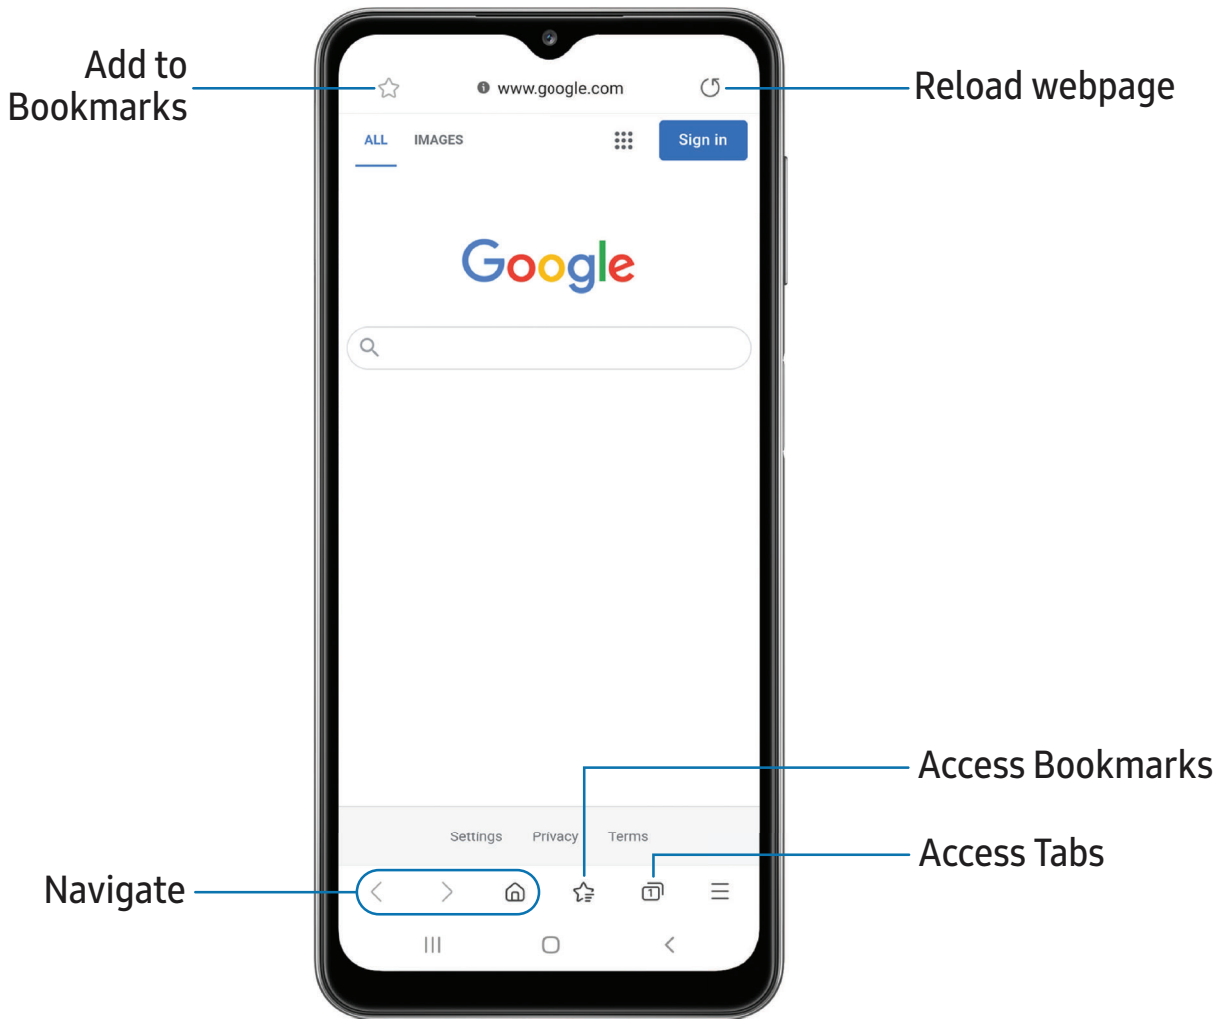 Add to
Bookmarks
www.google.com
Reload webpage
ALL IMAGES
Sign in
Google
Access Bookmarks
Settings Privacy Terms
Access Tabs
Navigate
1